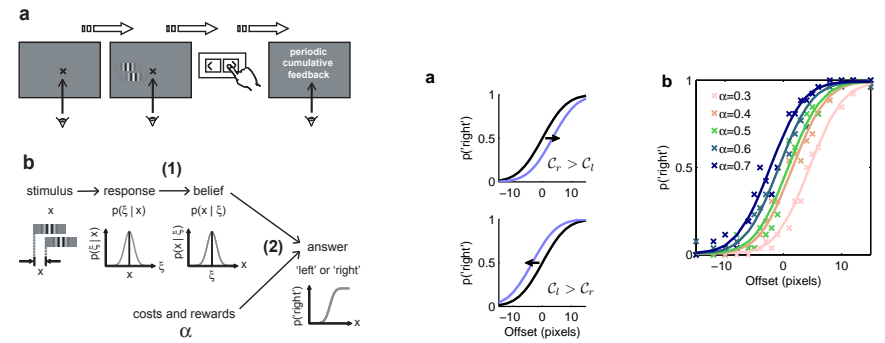 a
×
×
periodic
cumulative
feedback
b
(1)
stimulus response belief
x p(ξ | x) p(x | ξ)
p(ξ | x)
x ξ
p(x | ξ)
ξ x
x
(2)
answer
'left' or 'right'
p('right')
x
costs and rewards
α
a
p('right')
1
0.5
0
−10 0 10
𝒞r > 𝒞l
p('right')
1
0.5
0
−10 0 10
𝒞l > 𝒞r
Offset (pixels)
b
p('right')
1
0.5
0
−10 0 10
α=0.3
α=0.4
α=0.5
α=0.6
α=0.7
Offset (pixels)